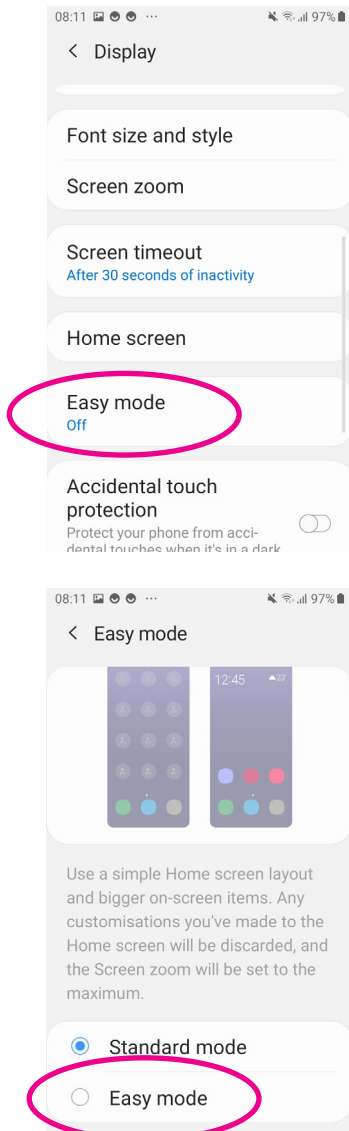 08:11 ... 97%
Display
Font size and style
Screen zoom
Screen timeout
After 30 seconds of inactivity
Home screen
Easy mode
Off
Accidental touch
protection
Protect your phone from acci-
dental touches when it's in a dark
08:11 ... 97%
Easy mode
12:45 23°
Use a simple Home screen layout
and bigger on-screen items. Any
customisations you've made to the
Home screen will be discarded, and
the Screen zoom will be set to the
maximum.
Standard mode
Easy mode